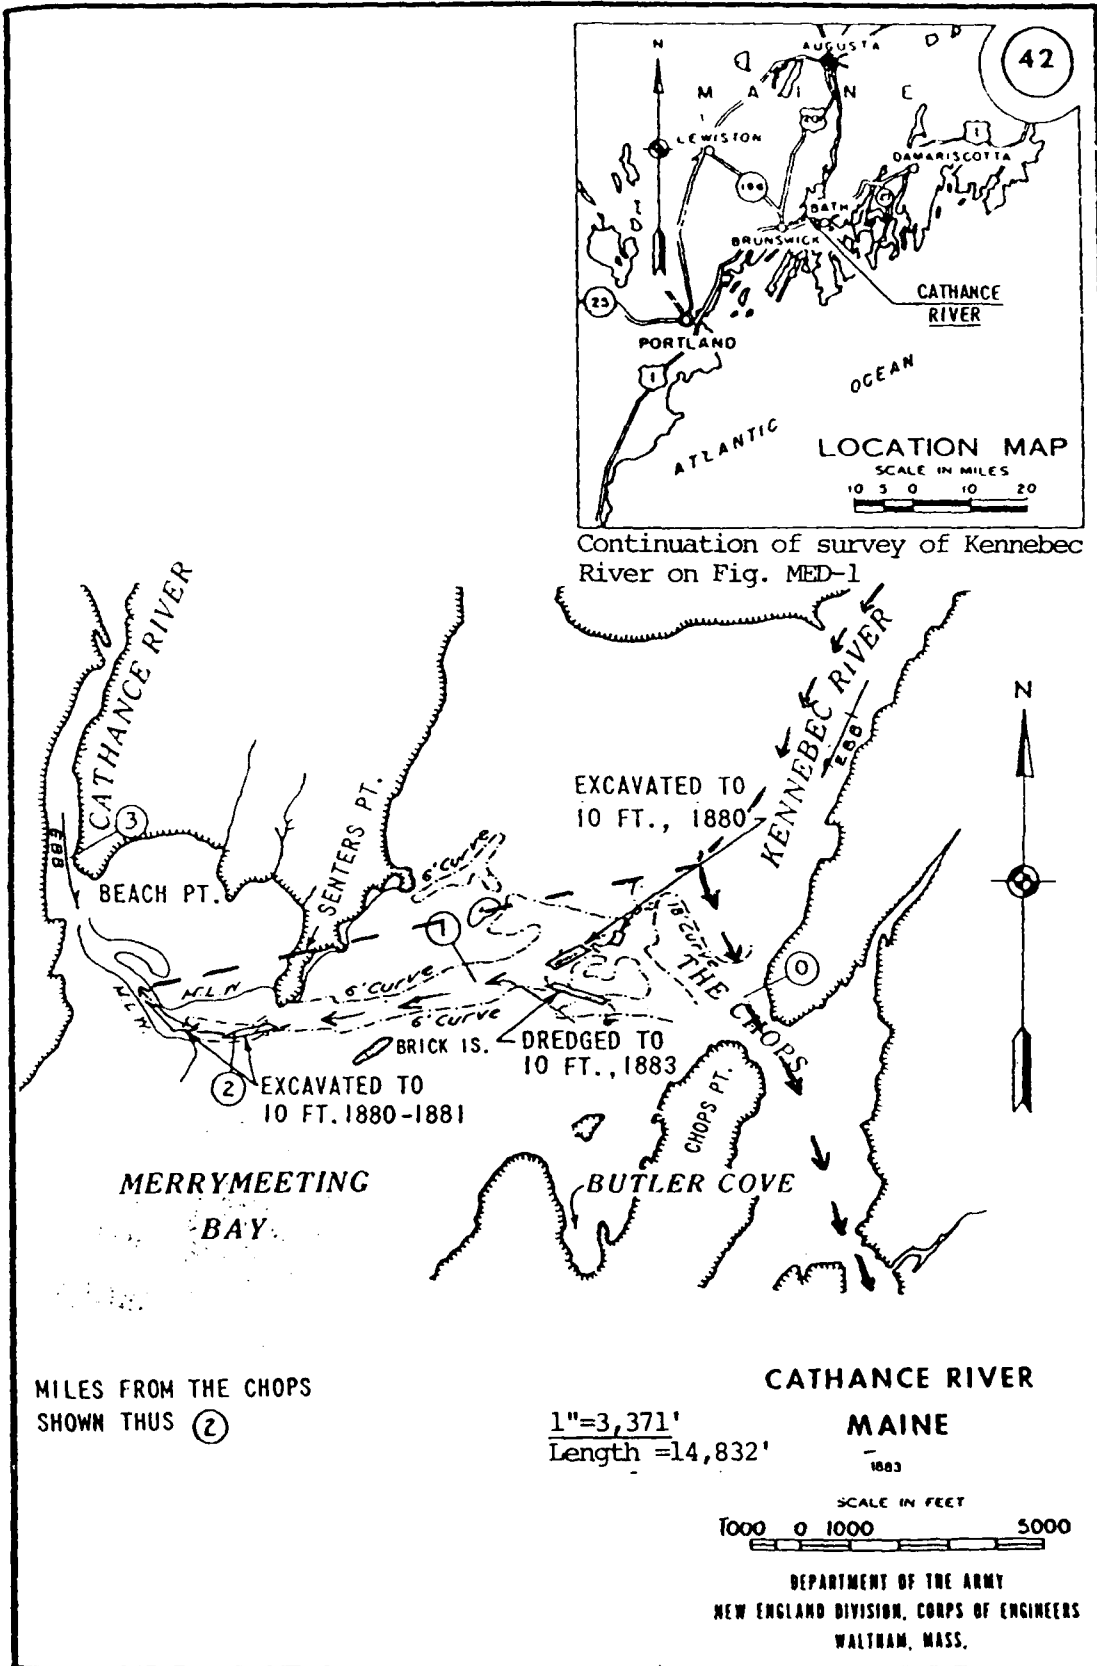 42
N
AUGUSTA
M A I N E
LEWISTON
1
DAMARISCOTTA
196
BATH
BRUNSWICK
CATHANCE
RIVER
25
PORTLAND
1
OCEAN
ATLANTIC
LOCATION MAP
SCALE IN MILES
10 5 0 10 20
Continuation of survey of Kennebec
River on Fig. MED-1
CATHANCE RIVER
KENNEBEC RIVER
N
EBB
EXCAVATED TO
10 FT., 1880
SENTERS PT.
3
EBB
6' Curve
BEACH PT.
1
18' Curve
THE CHOPS
0
M.L.W.
6' Curve
M.L.W.
6' Curve
BRICK IS.
DREDGED TO
10 FT., 1883
2
EXCAVATED TO
10 FT. 1880-1881
CHOPS PT.
MERRYMEETING
BAY
BUTLER COVE
MILES FROM THE CHOPS
SHOWN THUS 2
1"=3,371'
Length =14,832'
CATHANCE RIVER
MAINE
1883
SCALE IN FEET
1000 0 1000 5000
DEPARTMENT OF THE ARMY
NEW ENGLAND DIVISION, CORPS OF ENGINEERS
WALTHAM, MASS.